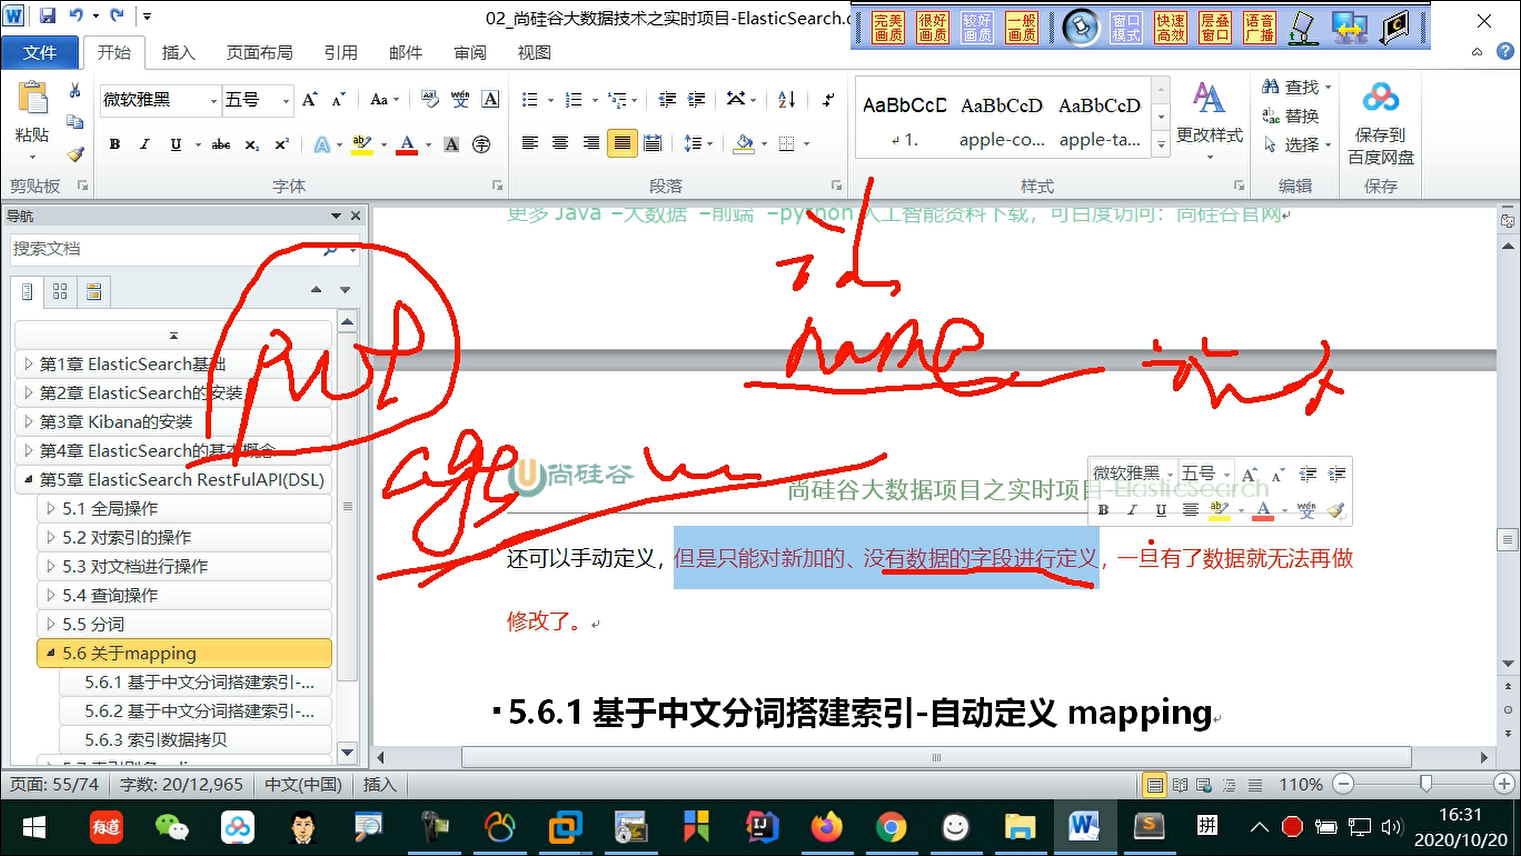 02_尚硅谷大数据技术之实时项目-ElasticSearch.d
完美画质 很好画质 较好画质 一般画质 窗口模式 快速高效 层叠窗口 语音广播
文件 开始 插入 页面布局 引用 邮件 审阅 视图
微软雅黑 五号
粘贴
AaBbCcD AaBbCcD AaBbCcD
1. apple-co... apple-ta...
更改样式
查找
替换
选择
保存到
百度网盘
剪贴板 字体 段落 样式 编辑 保存
导航
搜索文档
第1章 ElasticSearch基础
第2章 ElasticSearch的安装
第3章 Kibana的安装
第4章 ElasticSearch的基本概念
第5章 ElasticSearch RestFulAPI(DSL)
5.1 全局操作
5.2 对索引的操作
5.3 对文档进行操作
5.4 查询操作
5.5 分词
5.6 关于mapping
5.6.1 基于中文分词搭建索引-...
5.6.2 基于中文分词搭建索引-...
5.6.3 索引数据拷贝
更多 Java –大数据 –前端 –python 人工智能资料下载，可百度访问：尚硅谷官网
id
name
age
尚硅谷
尚硅谷大数据项目之实时项目-ElasticSearch
微软雅黑 五号
还可以手动定义，但是只能对新加的、没有数据的字段进行定义，一旦有了数据就无法再做
修改了。
5.6.1 基于中文分词搭建索引-自动定义 mapping
页面: 55/74 字数: 20/12,965 中文(中国) 插入 110%
有道
拼
16:31
2020/10/20